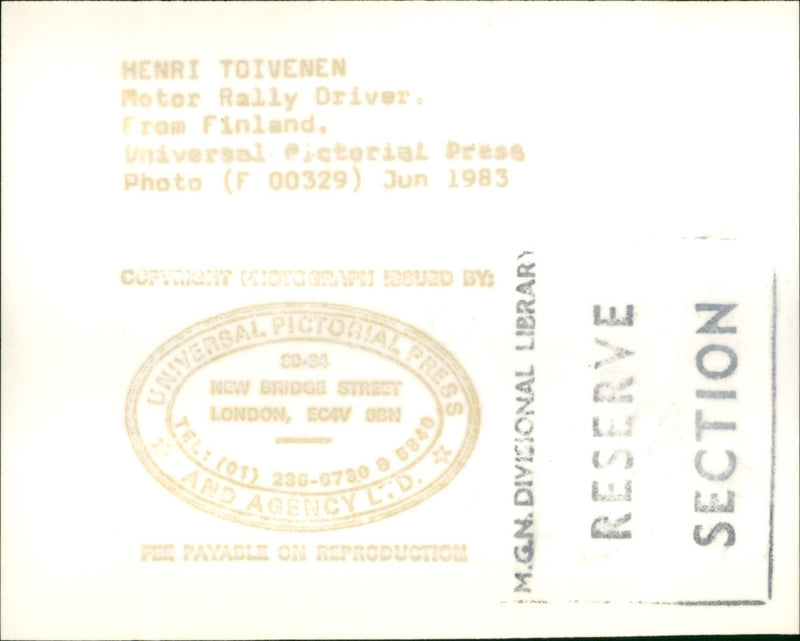 HENRI TOIVENEN
Motor Rally Driver.
From Finland.
Universal Pictorial Press
Photo (F 00329) Jun 1983
COPYRIGHT PHOTOGRAPH ISSUED BY:
UNIVERSAL PICTORIAL PRESS
30-34
NEW BRIDGE STREET
LONDON, EC4V 6BN
TEL: (01) 236-6730 & 5840
AND AGENCY LTD.
FEE PAYABLE ON REPRODUCTION
M.G.N. DIVISIONAL LIBRARY
RESERVE
SECTION